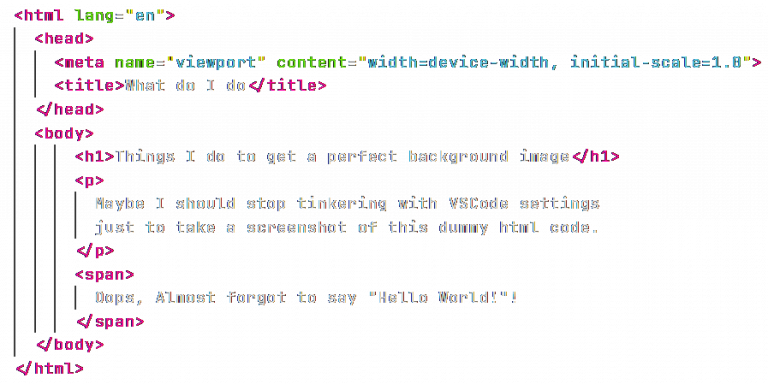 <html lang="en">
<head>
<meta name="viewport" content="width=device-width, initial-scale=1.0">
<title>What do I do</title>
</head>
<body>
<h1>Things I do to get a perfect background image</h1>
<p>
Maybe I should stop tinkering with VSCode settings
just to take a screenshot of this dummy html code.
</p>
<span>
Oops, Almost forgot to say "Hello World!"!
</span>
</body>
</html>